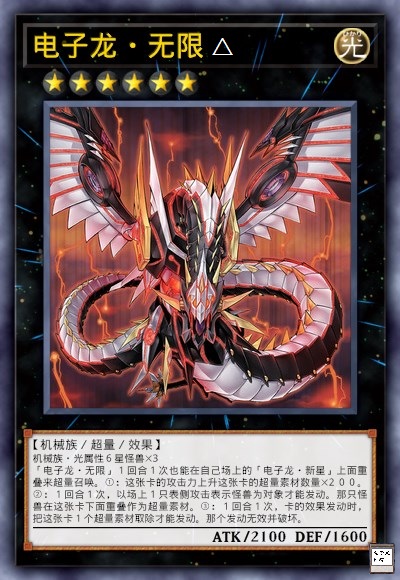 电子龙・无限 △
ひかり
光
【机械族／超量／效果】
机械族・光属性6星怪兽×3
「电子龙・无限」1回合1次也能在自己场上的「电子龙・新星」上面重
叠来超量召唤。①：这张卡的攻击力上升这张卡的超量素材数量×200。
②：1回合1次，以场上1只表侧攻击表示怪兽为对象才能发动。那只怪
兽在这张卡下面重叠作为超量素材。③：1回合1次，卡的效果发动时，
把这张卡1个超量素材取除才能发动。那个发动无效并破坏。
ATK/2100 DEF/1600